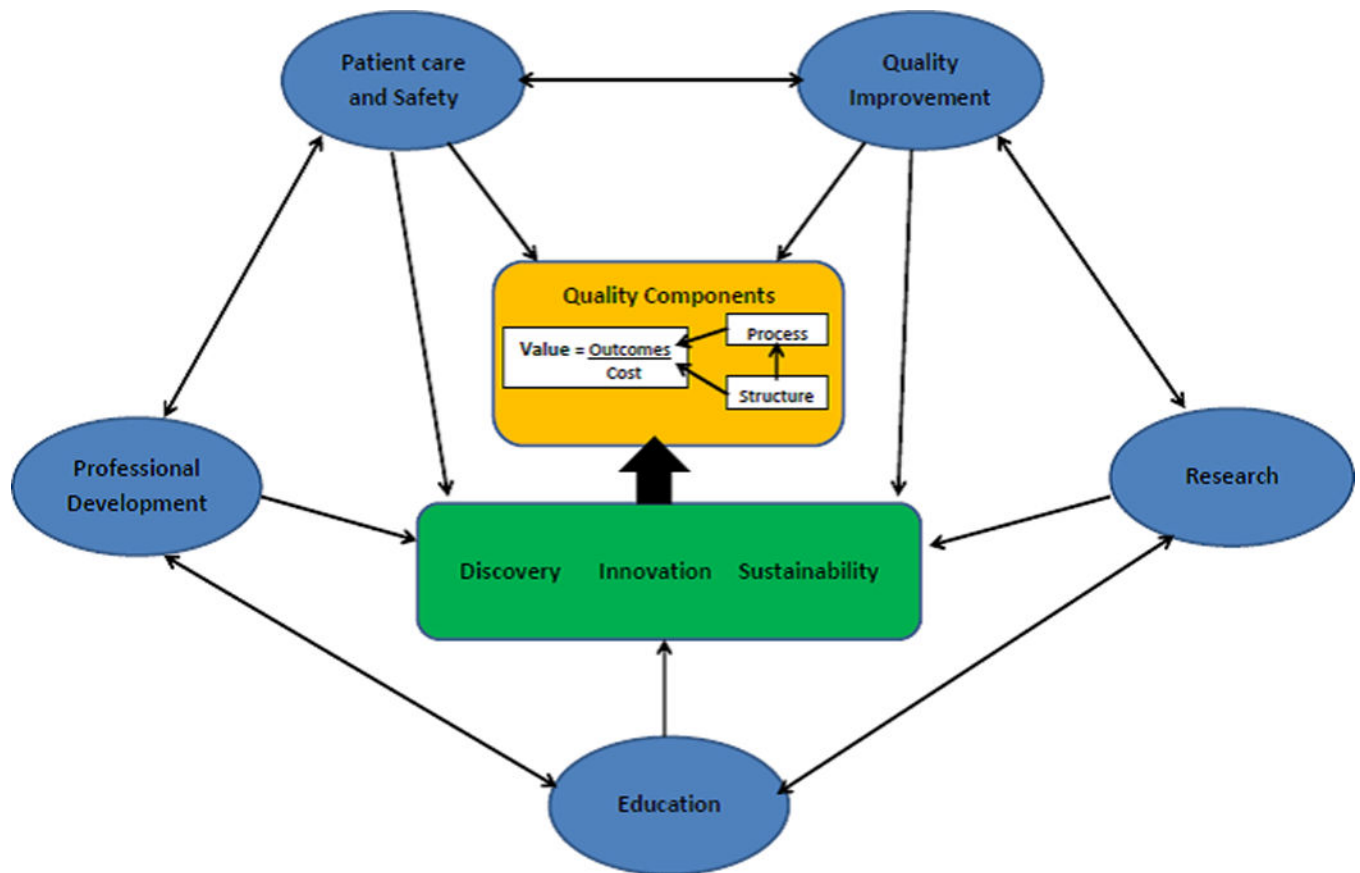 Patient care
and Safety
Quality
Improvement
Quality Components
Value = Outcomes
Cost
Process
Structure
Professional
Development
Research
Discovery Innovation Sustainability
Education